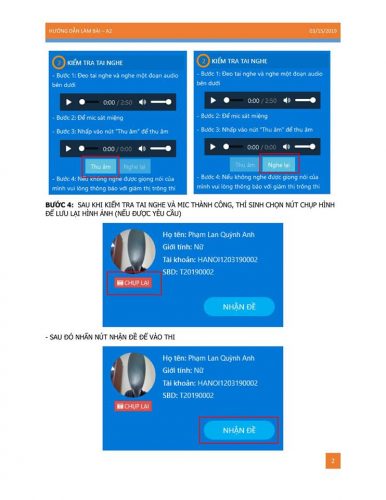 HƯỚNG DẪN LÀM BÀI – A2
03/15/2019
2 KIỂM TRA TAI NGHE
- Bước 1: Đeo tai nghe và nghe một đoạn audio
bên dưới
0:00 / 2:50
- Bước 2: Để mic sát miệng
- Bước 3: Nhấp vào nút "Thu âm" để thu âm
0:00 / 0:00
Thu âm
Nghe lại
- Bước 4: Nếu không nghe được giọng nói của
mình vui lòng thông báo với giám thị trông thi
2 KIỂM TRA TAI NGHE
- Bước 1: Đeo tai nghe và nghe một đoạn audio
bên dưới
0:00 / 2:50
- Bước 2: Để mic sát miệng
- Bước 3: Nhấp vào nút "Thu âm" để thu âm
0:00 / 0:00
Thu âm
Nghe lại
- Bước 4: Nếu không nghe được giọng nói của
mình vui lòng thông báo với giám thị trông thi
BƯỚC 4: SAU KHI KIỂM TRA TAI NGHE VÀ MIC THÀNH CÔNG, THÍ SINH CHỌN NÚT CHỤP HÌNH
ĐỂ LƯU LẠI HÌNH ẢNH (NẾU ĐƯỢC YÊU CẦU)
Họ tên: Phạm Lan Quỳnh Anh
Giới tính: Nữ
Tài khoản: HANOI1203190002
SBD: T20190002
CHỤP LẠI
NHẬN ĐỀ
- SAU ĐÓ NHẤN NÚT NHẬN ĐỀ ĐỂ VÀO THI
Họ tên: Phạm Lan Quỳnh Anh
Giới tính: Nữ
Tài khoản: HANOI1203190002
SBD: T20190002
CHỤP LẠI
NHẬN ĐỀ
2